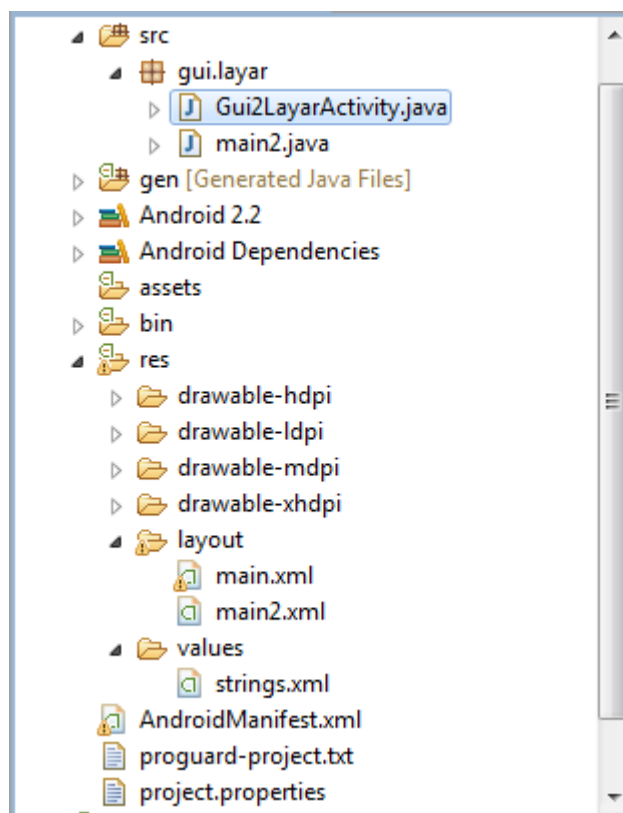 src
gui.layar
Gui2LayarActivity.java
main2.java
gen [Generated Java Files]
Android 2.2
Android Dependencies
assets
bin
res
drawable-hdpi
drawable-ldpi
drawable-mdpi
drawable-xhdpi
layout
main.xml
main2.xml
values
strings.xml
AndroidManifest.xml
proguard-project.txt
project.properties